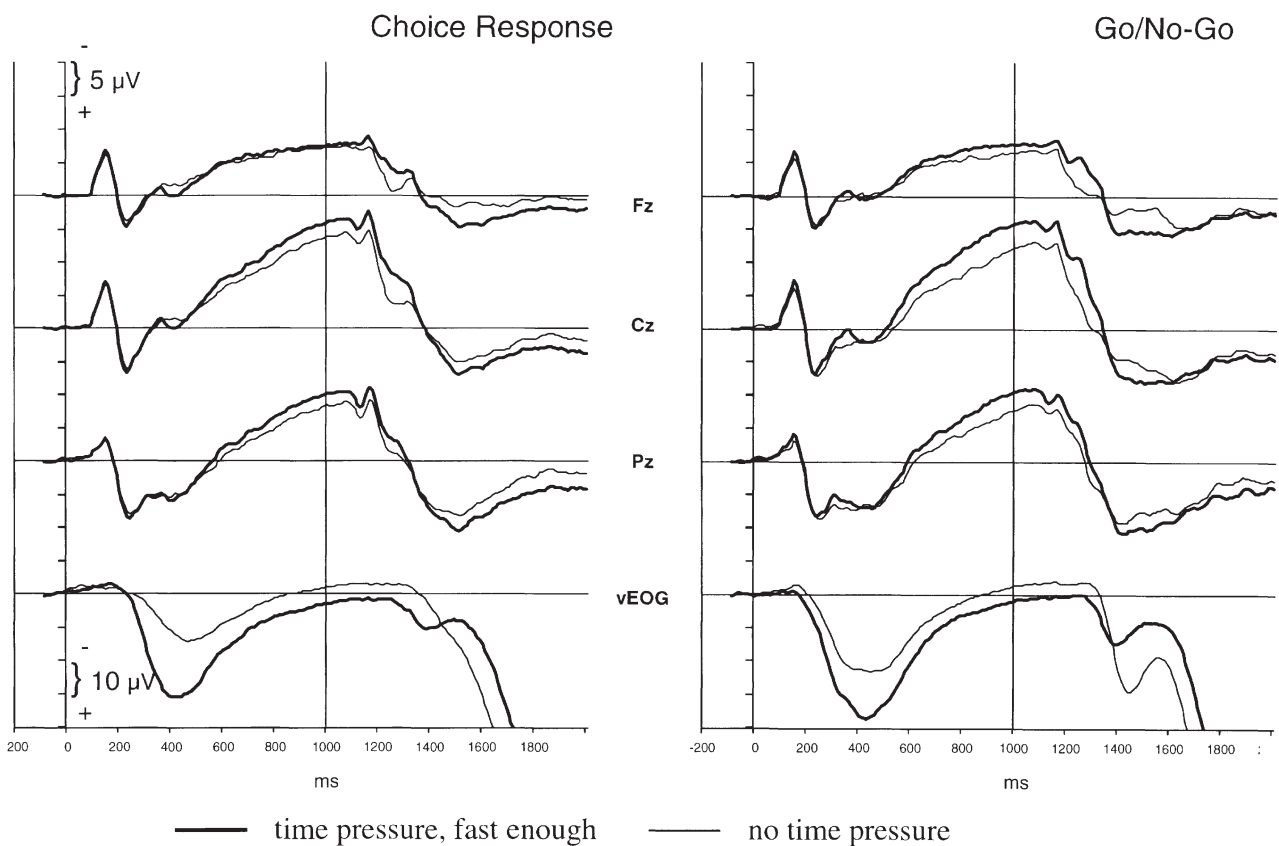 Choice Response
Go/No-Go
-
} 5 µV
+
Fz
Cz
Pz
vEOG
-
} 10 µV
+
200 0 200 400 600 800 1000 1200 1400 1600 1800
-200 0 200 400 600 800 1000 1200 1400 1600 1800
ms
ms
time pressure, fast enough
no time pressure